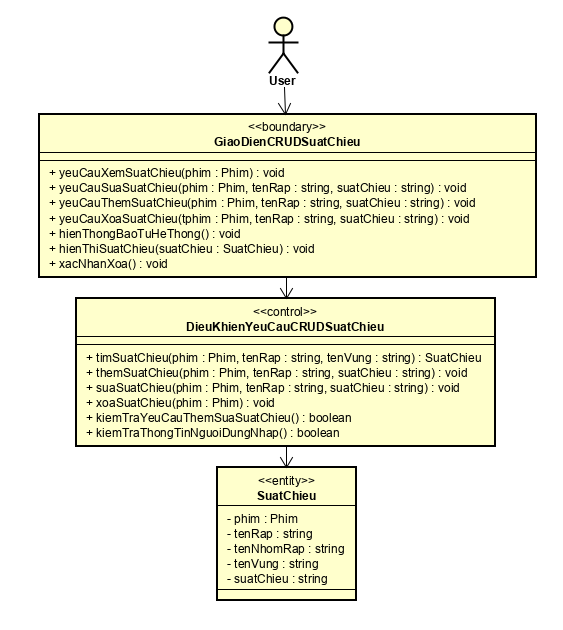 User
<<boundary>>
GiaoDienCRUDSuatChieu
+ yeuCauXemSuatChieu(phim : Phim) : void
+ yeuCauSuaSuatChieu(phim : Phim, tenRap : string, suatChieu : string) : void
+ yeuCauThemSuatChieu(phim : Phim, tenRap : string, suatChieu : string) : void
+ yeuCauXoaSuatChieu(tphim : Phim, tenRap : string, suatChieu : string) : void
+ hienThongBaoTuHeThong() : void
+ hienThiSuatChieu(suatChieu : SuatChieu) : void
+ xacNhanXoa() : void
<<control>>
DieuKhienYeuCauCRUDSuatChieu
+ timSuatChieu(phim : Phim, tenRap : string, tenVung : string) : SuatChieu
+ themSuatChieu(phim : Phim, tenRap : string, suatChieu : string) : void
+ suaSuatChieu(phim : Phim, tenRap : string, suatChieu : string) : void
+ xoaSuatChieu(phim : Phim) : void
+ kiemTraYeuCauThemSuaSuatChieu() : boolean
+ kiemTraThongTinNguoiDungNhap() : boolean
<<entity>>
SuatChieu
- phim : Phim
- tenRap : string
- tenNhomRap : string
- tenVung : string
- suatChieu : string